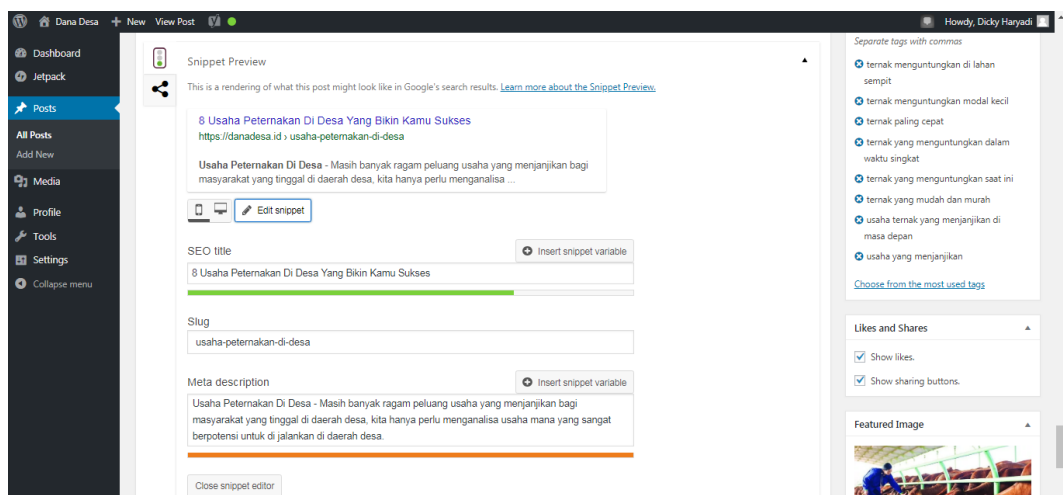 Dana Desa
New
View Post
Howdy, Dicky Haryadi
Dashboard
Jetpack
Posts
All Posts
Add New
Media
Profile
Tools
Settings
Collapse menu
Snippet Preview
This is a rendering of what this post might look like in Google's search results. Learn more about the Snippet Preview.
8 Usaha Peternakan Di Desa Yang Bikin Kamu Sukses
https://danadesa.id › usaha-peternakan-di-desa
Usaha Peternakan Di Desa - Masih banyak ragam peluang usaha yang menjanjikan bagi
masyarakat yang tinggal di daerah desa, kita hanya perlu menganalisa ...
Edit snippet
SEO title
Insert snippet variable
8 Usaha Peternakan Di Desa Yang Bikin Kamu Sukses
Slug
usaha-peternakan-di-desa
Meta description
Insert snippet variable
Usaha Peternakan Di Desa - Masih banyak ragam peluang usaha yang menjanjikan bagi
masyarakat yang tinggal di daerah desa, kita hanya perlu menganalisa usaha mana yang sangat
berpotensi untuk di jalankan di daerah desa.
Close snippet editor
Separate tags with commas
ternak menguntungkan di lahan
sempit
ternak menguntungkan modal kecil
ternak paling cepat
ternak yang menguntungkan dalam
waktu singkat
ternak yang menguntungkan saat ini
ternak yang mudah dan murah
usaha ternak yang menjanjikan di
masa depan
usaha yang menjanjikan
Choose from the most used tags
Likes and Shares
Show likes.
Show sharing buttons.
Featured Image